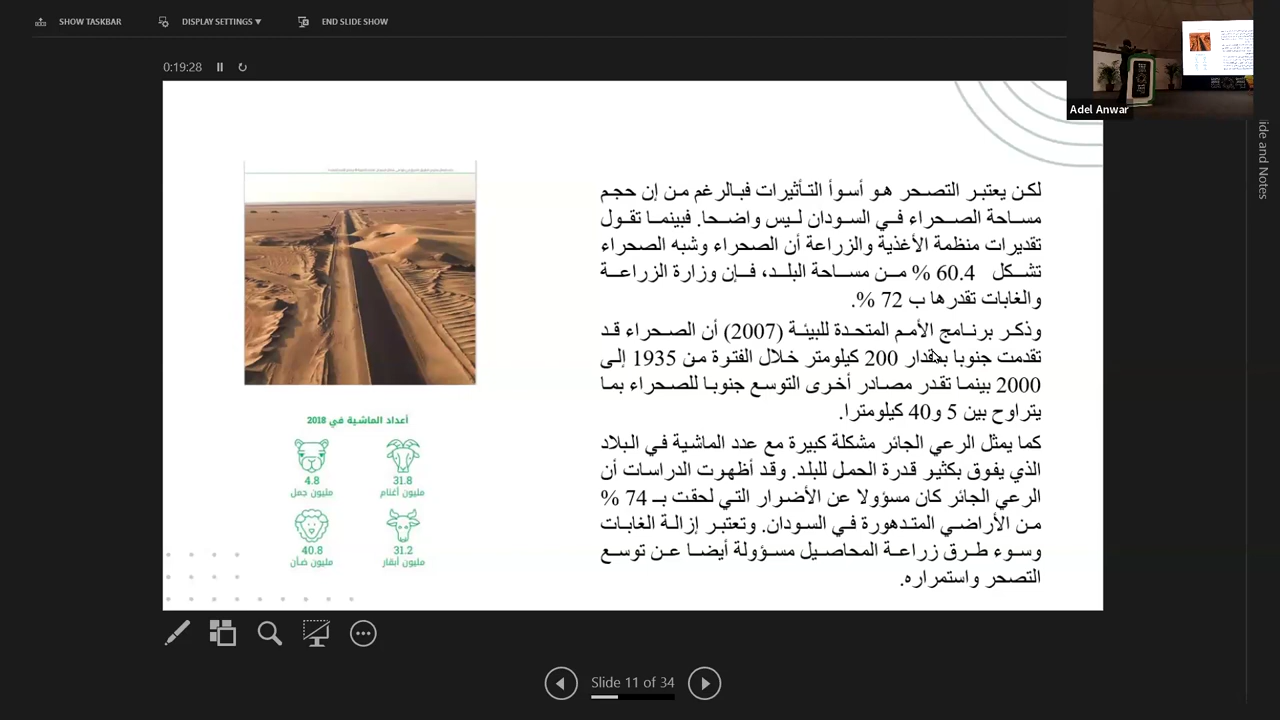 SHOW TASKBAR
DISPLAY SETTINGS ▼
END SLIDE SHOW
0:19:28
Adel Anwar
ide and Notes
لكن يعتبر التصحر هو أسوأ التأثيرات فبالرغم من إن حجم
مساحة الصحراء في السودان ليس واضحا. فبينما تقول
تقديرات منظمة الأغذية والزراعة أن الصحراء وشبه الصحراء
تشكل 60.4 % من مساحة البلد، فإن وزارة الزراعة
والغابات تقدرها ب 72 %.
وذكر برنامج الأمم المتحدة للبيئة (2007) أن الصحراء قد
تقدمت جنوبا بمقدار 200 كيلومتر خلال الفترة من 1935 إلى
2000 بينما تقدر مصادر أخرى التوسع جنوبا للصحراء بما
يتراوح بين 5 و40 كيلومترا.
كما يمثل الرعي الجائر مشكلة كبيرة مع عدد الماشية في البلاد
الذي يفوق بكثير قدرة الحمل للبلد. وقد أظهرت الدراسات أن
الرعي الجائر كان مسؤولا عن الأضرار التي لحقت بـ 74 %
من الأراضي المتدهورة في السودان. وتعتبر إزالة الغابات
وسوء طرق زراعة المحاصيل مسؤولة أيضا عن توسع
التصحر واستمراره.
أعداد الماشية في 2018
31.8
مليون أغنام
4.8
مليون جمل
31.2
مليون أبقار
40.8
مليون ضأن
Slide 11 of 34